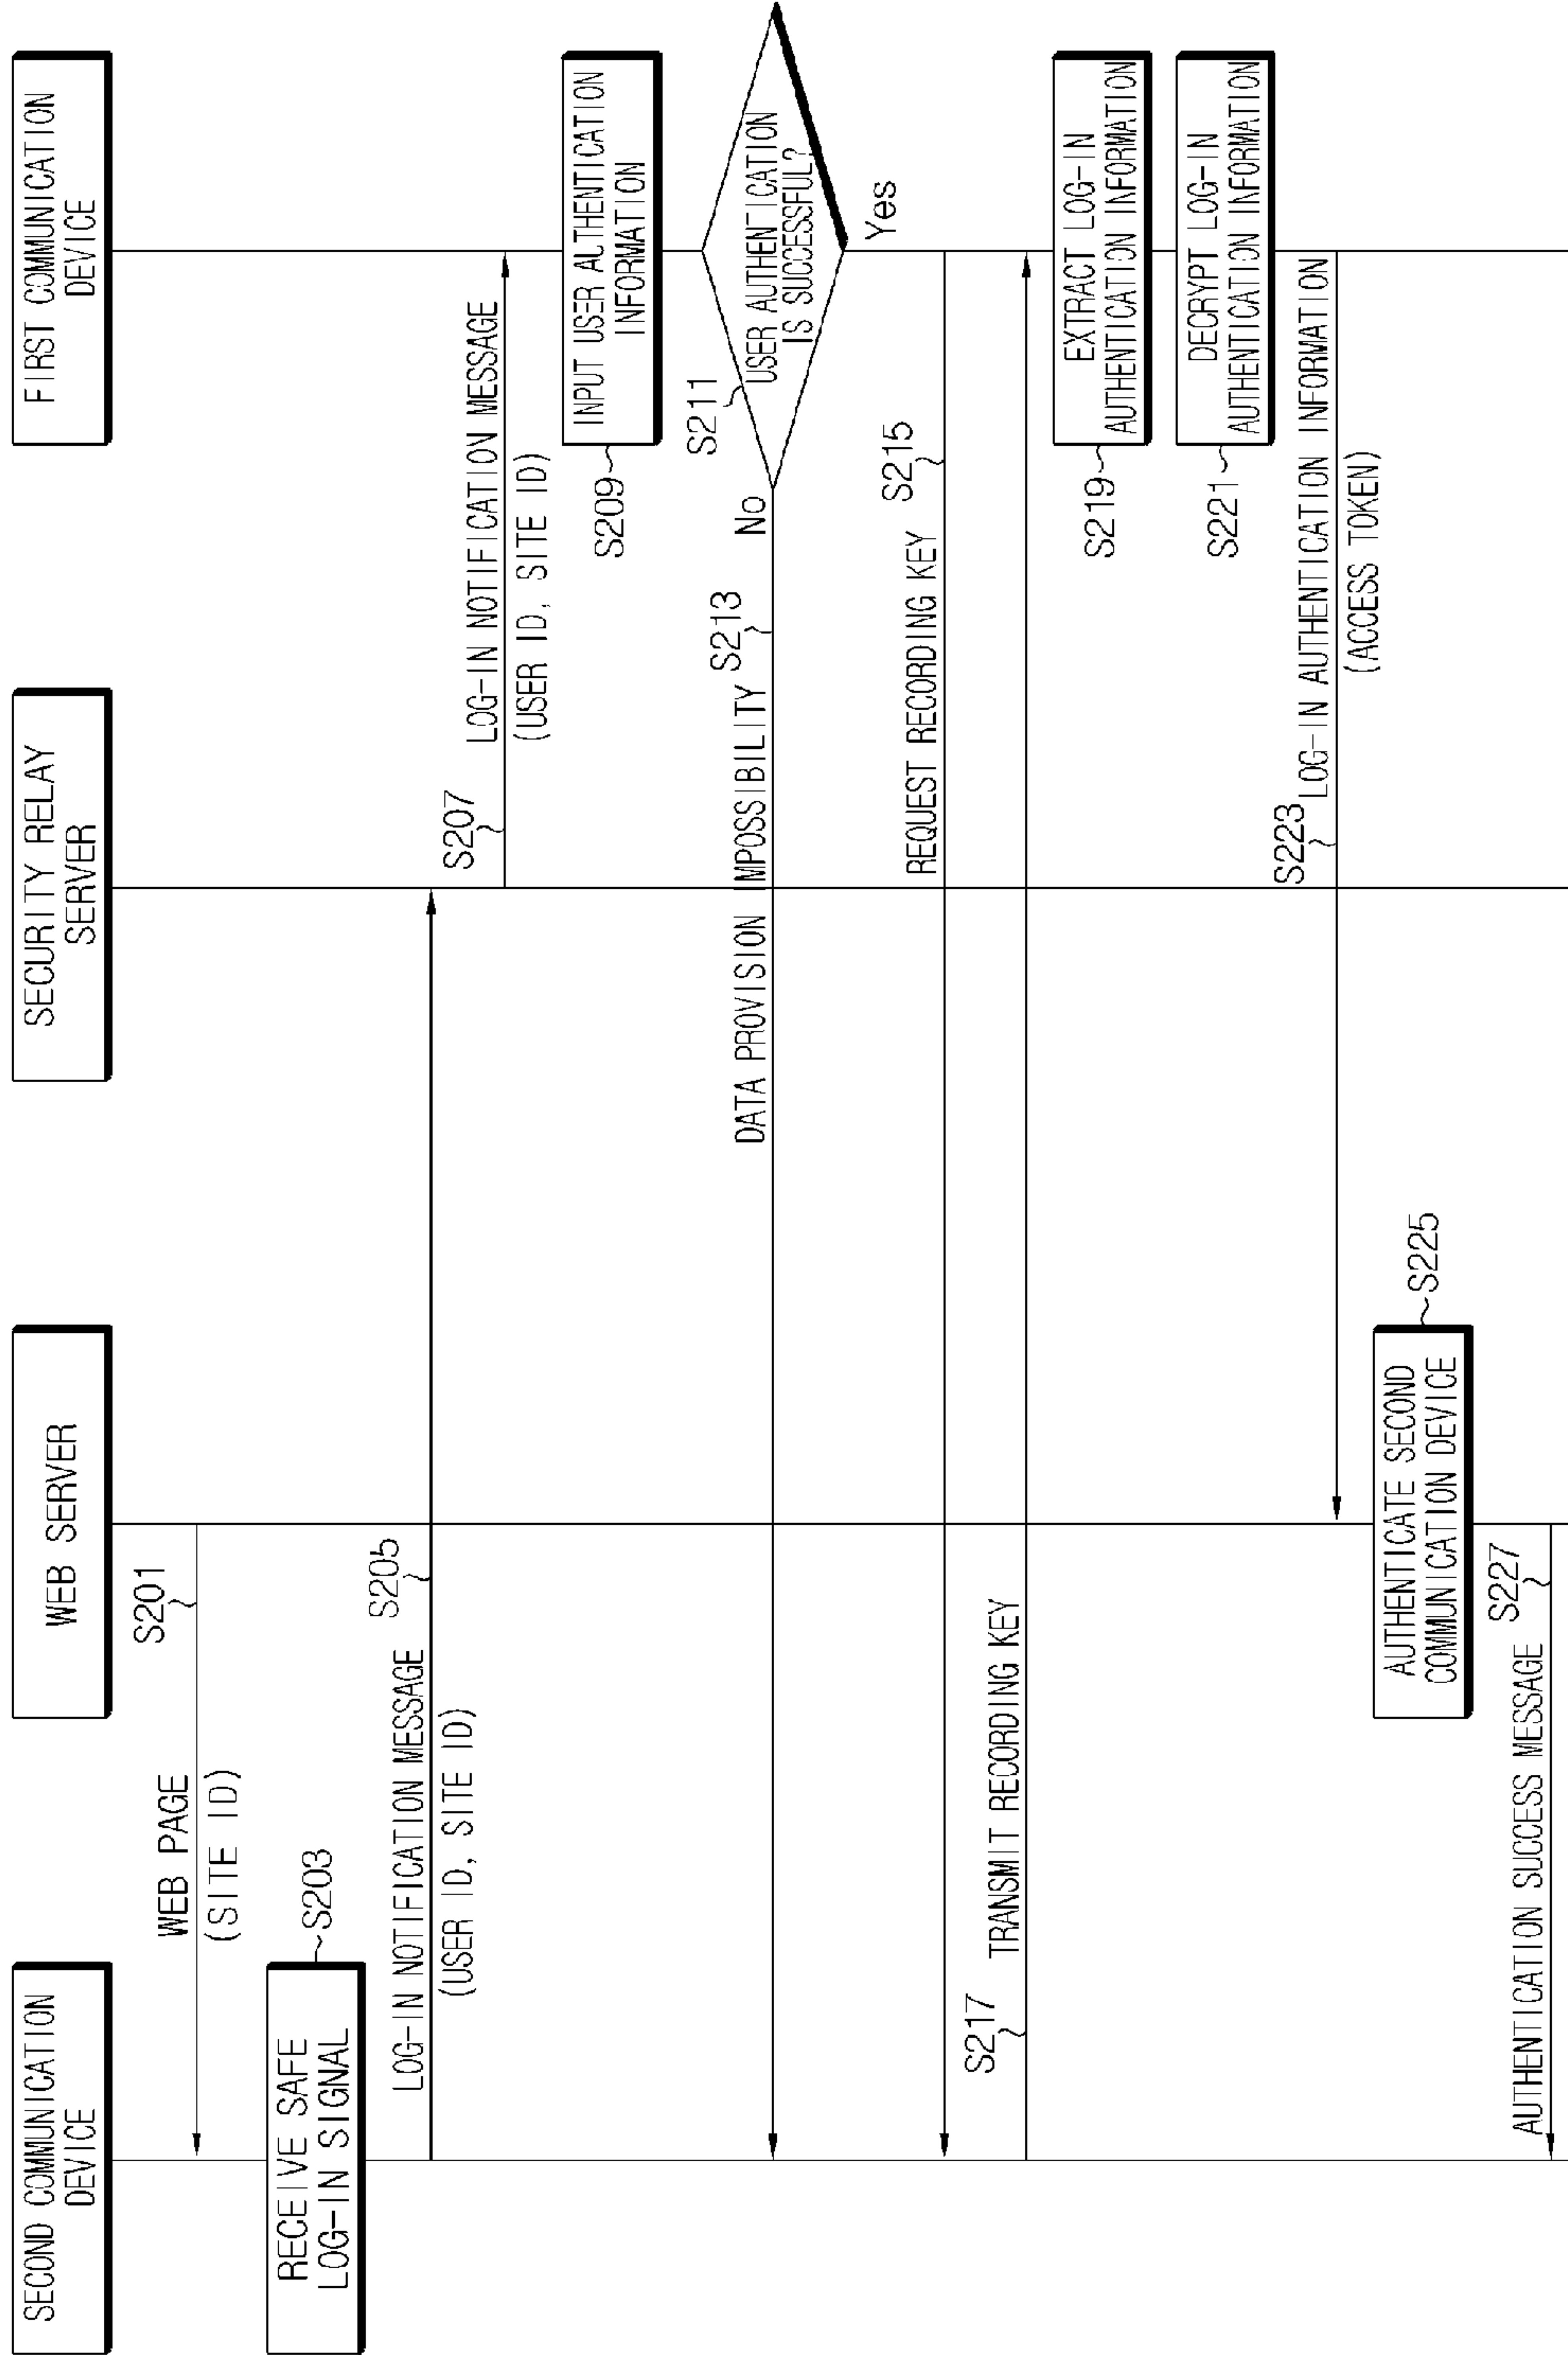 SECOND COMMUNICATION
DEVICE
WEB SERVER
SECURITY RELAY
SERVER
FIRST COMMUNICATION
DEVICE
S201
WEB PAGE
(SITE ID)
RECEIVE SAFE
LOG-IN SIGNAL
S203
LOG-IN NOTIFICATION MESSAGE
S205
(USER ID, SITE ID)
S207
LOG-IN NOTIFICATION MESSAGE
(USER ID, SITE ID)
INPUT USER AUTHENTICATION
INFORMATION
S209
S211
USER AUTHENTICATION
IS SUCCESSFUL?
No
DATA PROVISION IMPOSSIBILITY
S213
Yes
REQUEST RECORDING KEY
S215
S217
TRANSMIT RECORDING KEY
EXTRACT LOG-IN
AUTHENTICATION INFORMATION
S219
DECRYPT LOG-IN
AUTHENTICATION INFORMATION
S221
S223
LOG-IN AUTHENTICATION INFORMATION
(ACCESS TOKEN)
AUTHENTICATE SECOND
COMMUNICATION DEVICE
S225
AUTHENTICATION SUCCESS MESSAGE
S227